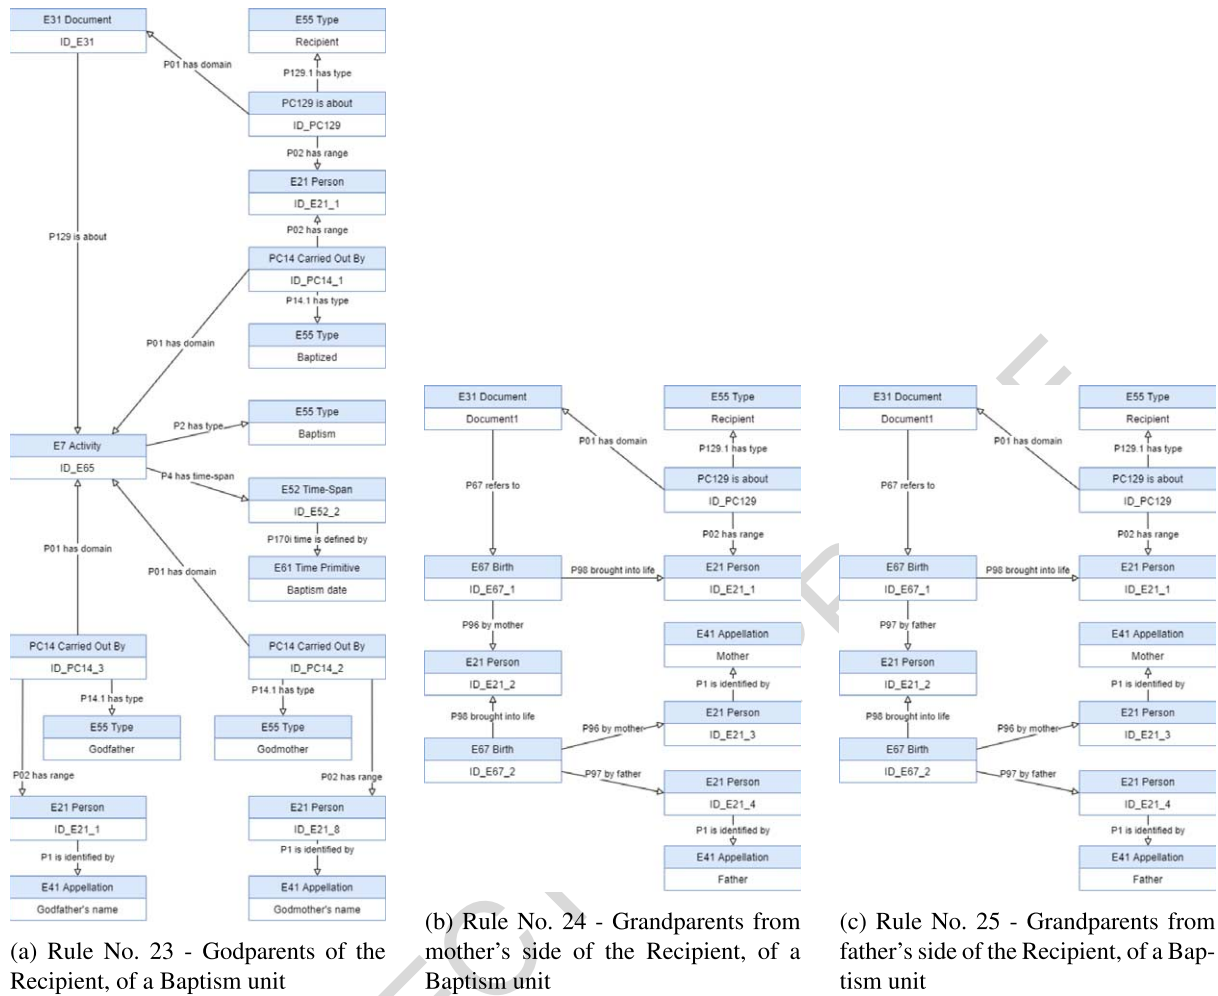 E31 Document
ID_E31
E55 Type
Recipient
P01 has domain
P129.1 has type
PC129 is about
ID_PC129
P02 has range
E21 Person
ID_E21_1
P02 has range
P129 is about
PC14 Carried Out By
ID_PC14_1
P14.1 has type
P01 has domain
E55 Type
Baptized
E55 Type
Baptism
P2 has type
E7 Activity
ID_E65
P4 has time-span
E52 Time-Span
ID_E52_2
P170i time is defined by
P01 has domain
P01 has domain
E61 Time Primitive
Baptism date
PC14 Carried Out By
ID_PC14_3
PC14 Carried Out By
ID_PC14_2
P14.1 has type
P14.1 has type
E55 Type
Godfather
E55 Type
Godmother
P02 has range
P02 has range
E21 Person
ID_E21_1
E21 Person
ID_E21_8
P1 is identified by
P1 is identified by
E41 Appellation
Godfather's name
E41 Appellation
Godmother's name
(a) Rule No. 23 - Godparents of the
Recipient, of a Baptism unit
E31 Document
Document1
E55 Type
Recipient
P01 has domain
P129.1 has type
P67 refers to
PC129 is about
ID_PC129
P02 has range
E67 Birth
ID_E67_1
P98 brought into life
E21 Person
ID_E21_1
P96 by mother
E41 Appellation
Mother
E21 Person
ID_E21_2
P1 is identified by
P98 brought into life
E21 Person
ID_E21_3
P96 by mother
E67 Birth
ID_E67_2
P97 by father
E21 Person
ID_E21_4
P1 is identified by
E41 Appellation
Father
(b) Rule No. 24 - Grandparents from
mother's side of the Recipient, of a
Baptism unit
E31 Document
Document1
E55 Type
Recipient
P01 has domain
P129.1 has type
P67 refers to
PC129 is about
ID_PC129
P02 has range
E67 Birth
ID_E67_1
P98 brought into life
E21 Person
ID_E21_1
P97 by father
E41 Appellation
Mother
E21 Person
ID_E21_2
P1 is identified by
P98 brought into life
E21 Person
ID_E21_3
P96 by mother
E67 Birth
ID_E67_2
P97 by father
E21 Person
ID_E21_4
P1 is identified by
E41 Appellation
Father
(c) Rule No. 25 - Grandparents from
father's side of the Recipient, of a Bap-
tism unit